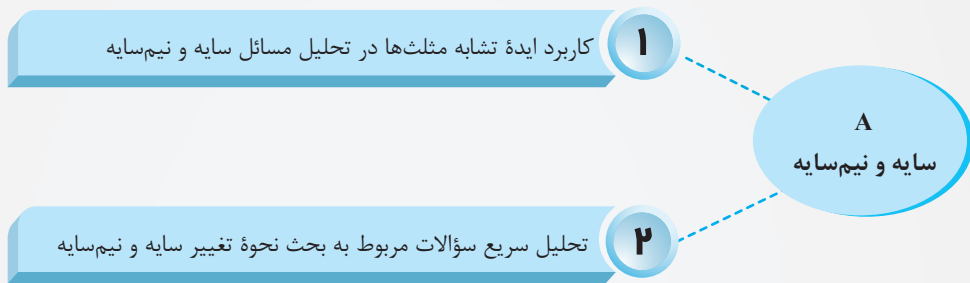 ۱
کاربرد ایدهٔ تشابه مثلث‌ها در تحلیل مسائل سایه و نیم‌سایه
A
سایه و نیم‌سایه
۲
تحلیل سریع سؤالات مربوط به بحث نحوهٔ تغییر سایه و نیم‌سایه